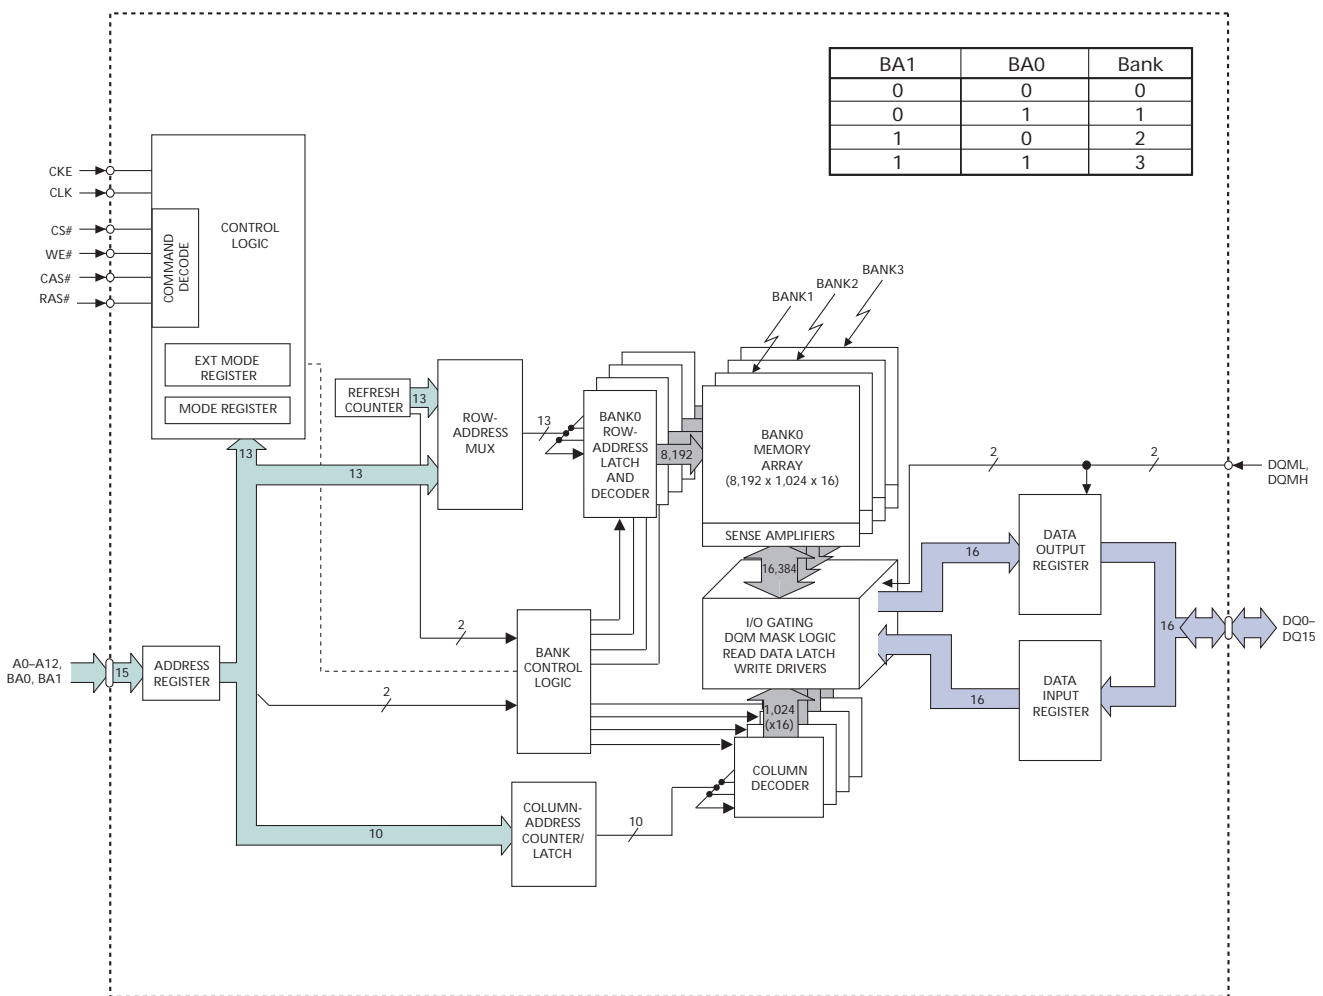 BA1 BA0 Bank
0 0 0
0 1 1
1 0 2
1 1 3
CKE
CLK
CS#
WE#
CAS#
RAS#
CONTROL
LOGIC
COMMAND
DECODE
EXT MODE
REGISTER
MODE REGISTER
BANK3
BANK2
BANK1
REFRESH
COUNTER
13
13
13
ROW-
ADDRESS
MUX
13
BANK0
ROW-
ADDRESS
LATCH
AND
DECODER
8,192
BANK0
MEMORY
ARRAY
(8,192 x 1,024 x 16)
SENSE AMPLIFIERS
16,384
2
2
DQML,
DQMH
DATA
OUTPUT
REGISTER
16
I/O GATING
DQM MASK LOGIC
READ DATA LATCH
WRITE DRIVERS
16
DQ0–
DQ15
16
DATA
INPUT
REGISTER
A0–A12,
BA0, BA1
15
ADDRESS
REGISTER
2
2
BANK
CONTROL
LOGIC
1,024
(x16)
COLUMN
DECODER
10
COLUMN-
ADDRESS
COUNTER/
LATCH
10